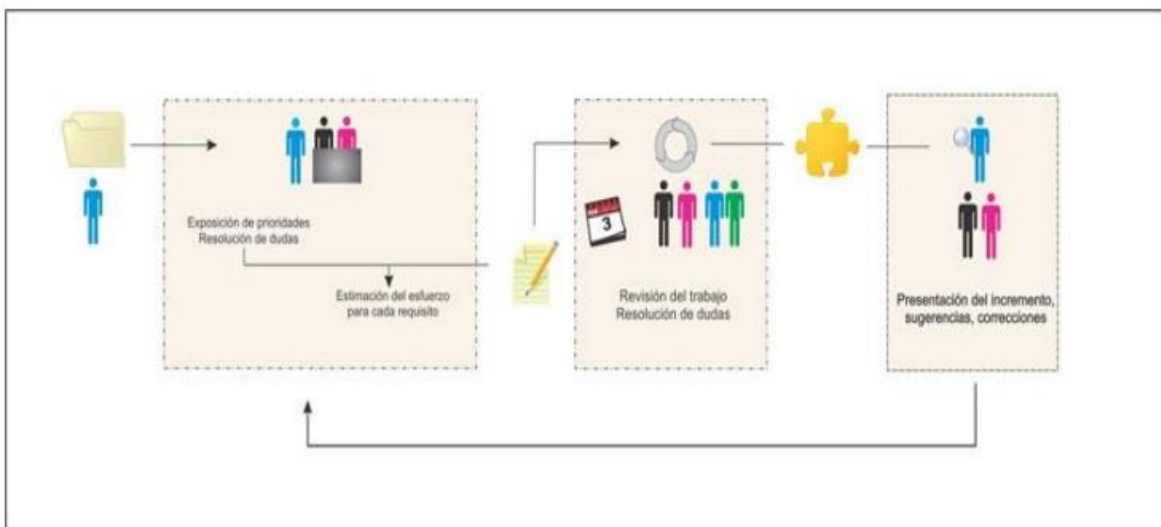 Exposición de prioridades
Resolución de dudas
Estimación del esfuerzo
para cada requisito
3
Revisión del trabajo
Resolución de dudas
Presentación del incremento,
sugerencias, correcciones